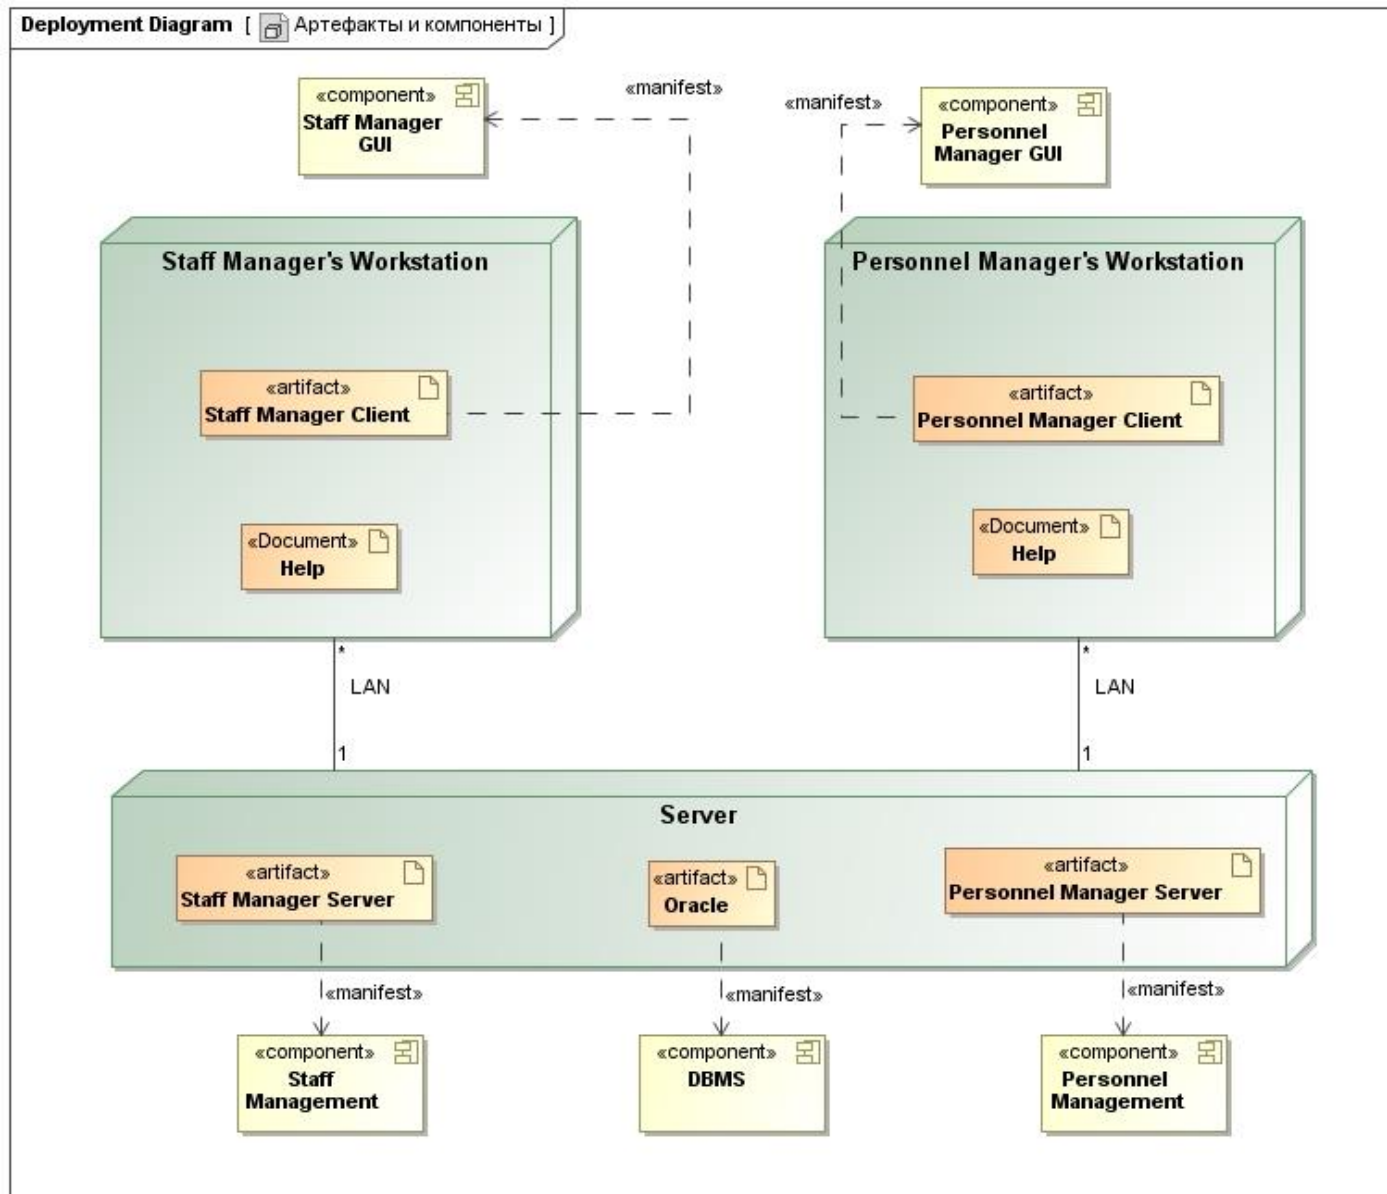 Deployment Diagram [ Артефакты и компоненты ]
«component»
Staff Manager
GUI
«manifest»
«manifest»
«component»
Personnel
Manager GUI
Staff Manager's Workstation
«artifact»
Staff Manager Client
«Document»
Help
Personnel Manager's Workstation
«artifact»
Personnel Manager Client
«Document»
Help
*
LAN
1
*
LAN
1
Server
«artifact»
Staff Manager Server
«artifact»
Oracle
«artifact»
Personnel Manager Server
«manifest»
«manifest»
«manifest»
«component»
Staff
Management
«component»
DBMS
«component»
Personnel
Management